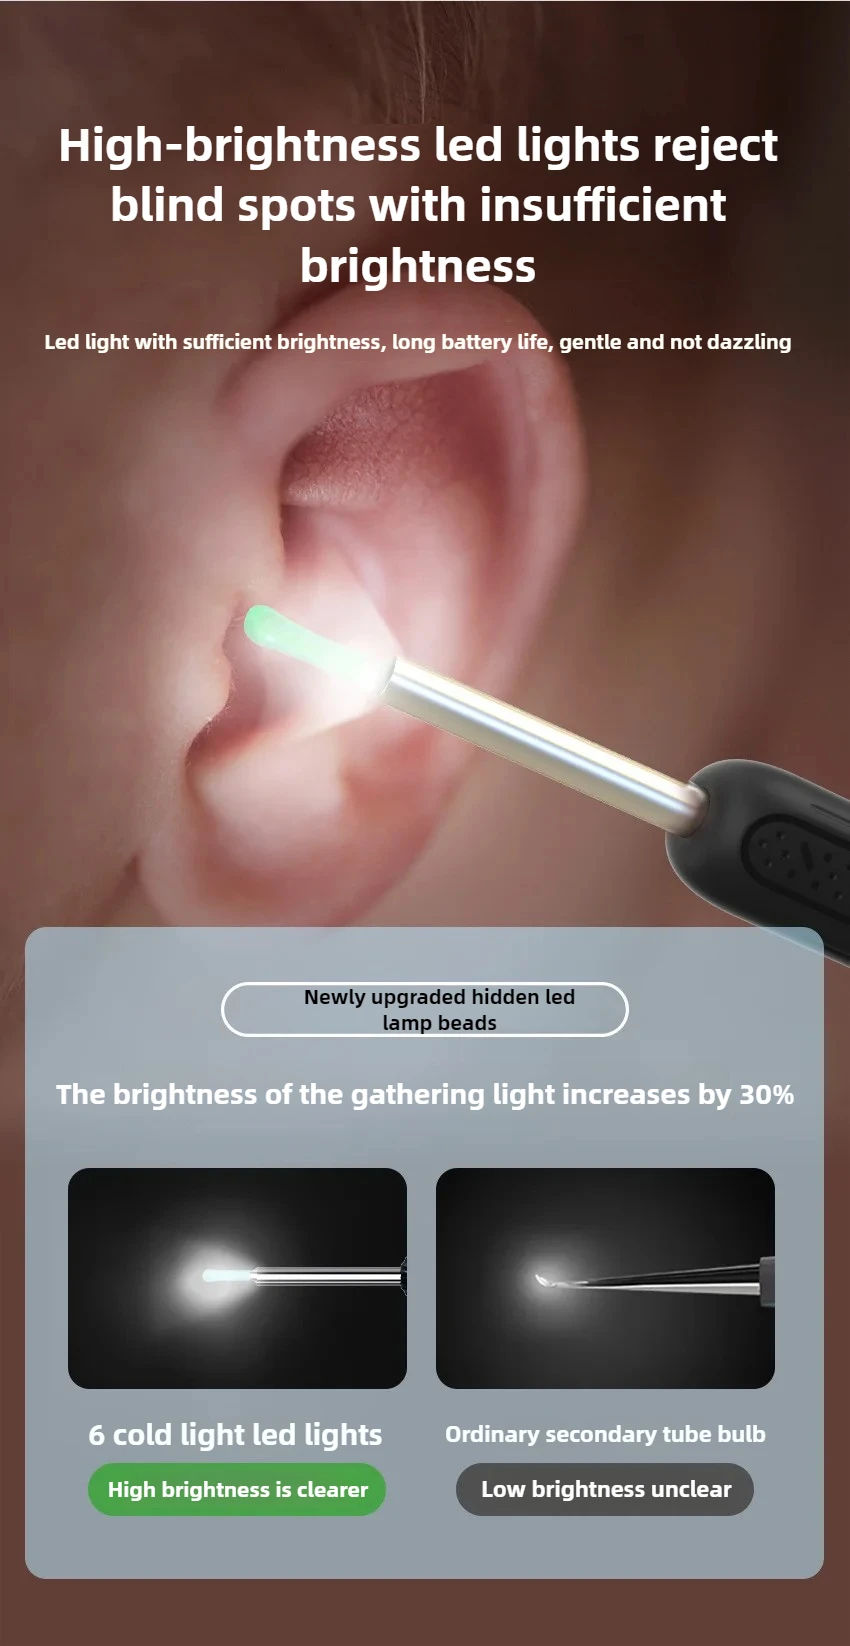 High-brightness led lights reject
blind spots with insufficient
brightness
Led light with sufficient brightness, long battery life, gentle and not dazzling
Newly upgraded hidden led
lamp beads
The brightness of the gathering light increases by 30%
6 cold light led lights
Ordinary secondary tube bulb
High brightness is clearer
Low brightness unclear